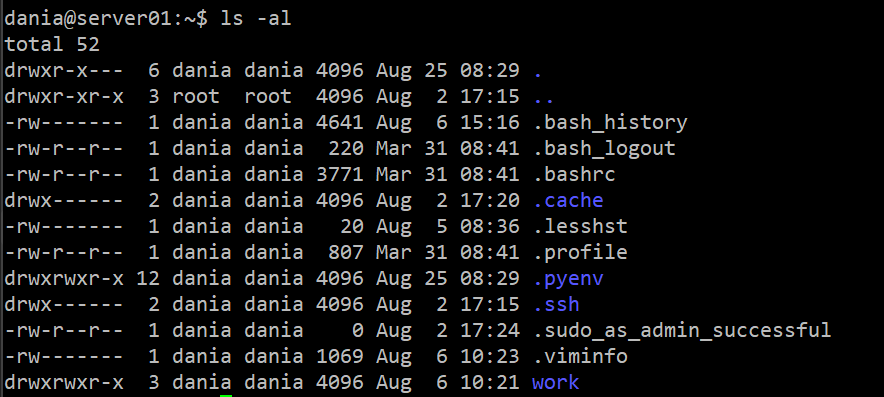 dania@server01:~$ ls -al
total 52
drwxr-x---  6 dania dania 4096 Aug 25 08:29 .
drwxr-xr-x  3 root  root  4096 Aug  2 17:15 ..
-rw-------  1 dania dania 4641 Aug  6 15:16 .bash_history
-rw-r--r--  1 dania dania  220 Mar 31 08:41 .bash_logout
-rw-r--r--  1 dania dania 3771 Mar 31 08:41 .bashrc
drwx------  2 dania dania 4096 Aug  2 17:20 .cache
-rw-------  1 dania dania   20 Aug  5 08:36 .lesshst
-rw-r--r--  1 dania dania  807 Mar 31 08:41 .profile
drwxrwxr-x 12 dania dania 4096 Aug 25 08:29 .pyenv
drwx------  2 dania dania 4096 Aug  2 17:15 .ssh
-rw-r--r--  1 dania dania    0 Aug  2 17:24 .sudo_as_admin_successful
-rw-------  1 dania dania 1069 Aug  6 10:23 .viminfo
drwxrwxr-x  3 dania dania 4096 Aug  6 10:21 work